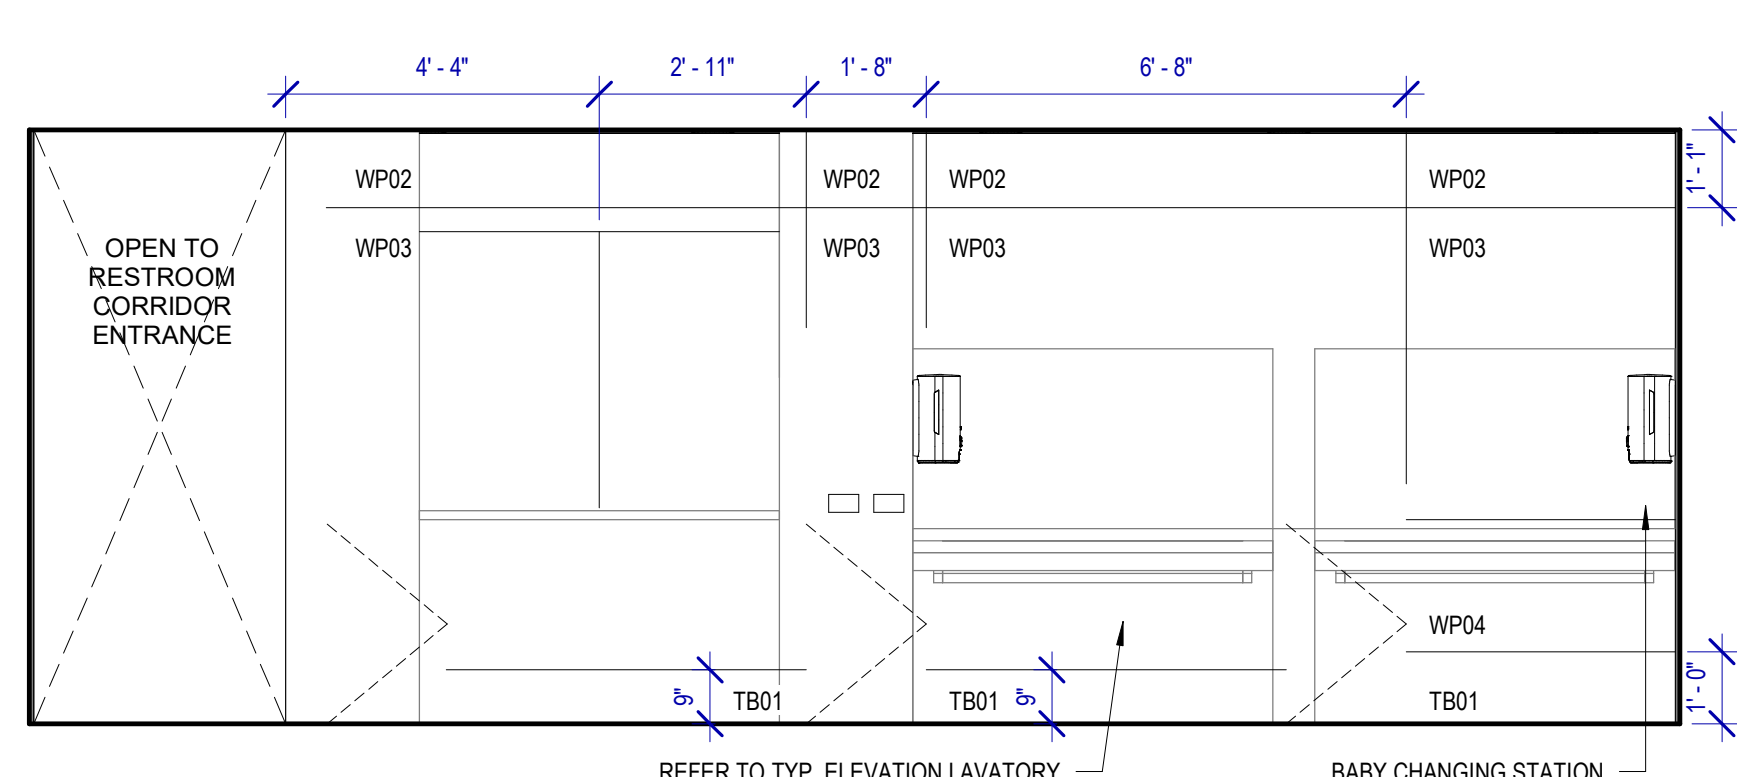 4' - 4" 2' - 11" 1' - 8" 6' - 8"
WP02 WP02 WP02 WP02
1' - 1"
OPEN TO
RESTROOM
CORRIDOR
ENTRANCE
WP03 WP03 WP03 WP03
WP04
9" TB01 TB01 9" TB01 1' - 0"
REFER TO TYP. ELEVATION LAVATORY BABY CHANGING STATION